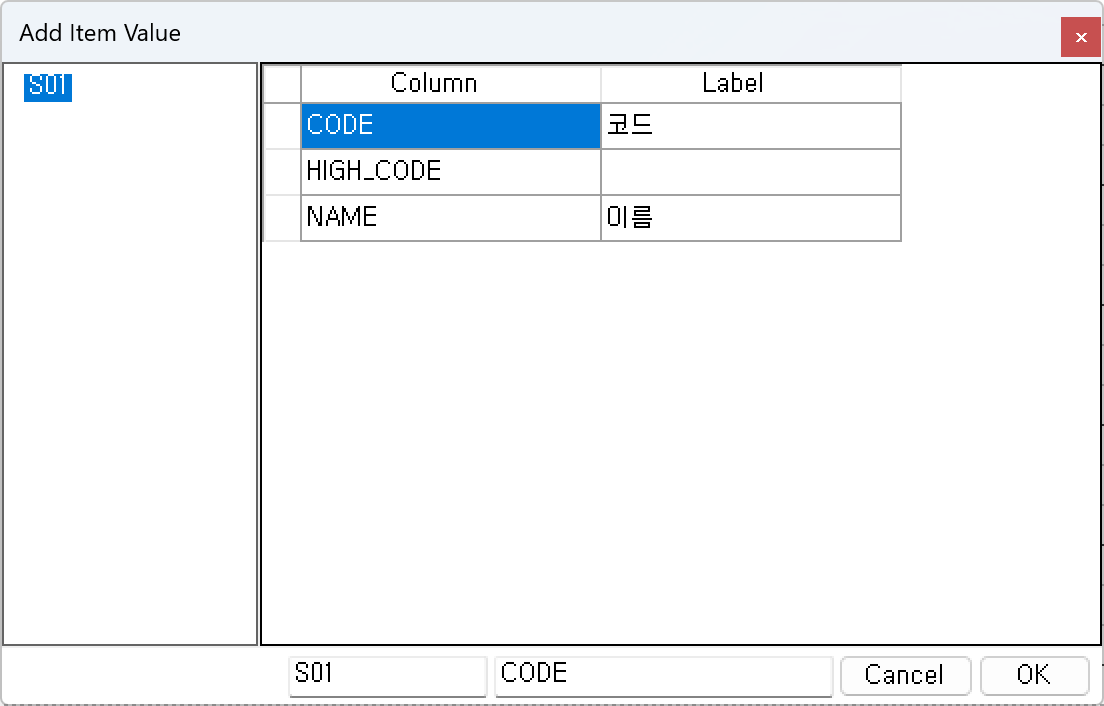 Add Item Value
×
S01
Column Label
CODE 코드
HIGH_CODE
NAME 이름
S01 CODE Cancel OK